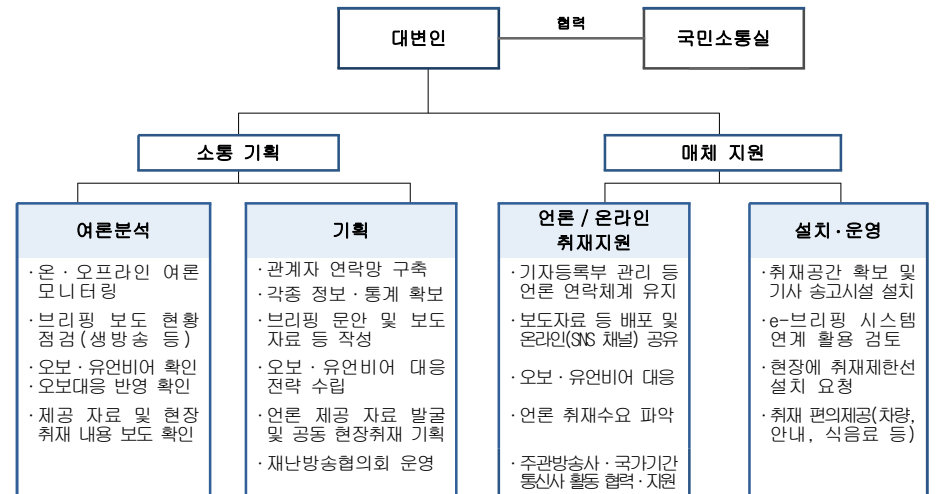 대변인
협력
국민소통실
소통 기획
매체 지원
여론분석
· 온 · 오프라인 여론
모니터링
· 브리핑 보도 현황
점검(생방송 등)
· 오보 · 유언비어 확인
· 오보대응 반영 확인
· 제공 자료 및 현장
취재 내용 보도 확인
기획
· 관계자 연락망 구축
· 각종 정보 · 통계 확보
· 브리핑 문안 및 보도
자료 등 작성
· 오보 · 유언비어 대응
전략 수립
· 언론 제공 자료 발굴
및 공동 현장취재 기획
· 재난방송협의회 운영
언론 / 온라인
취재지원
· 기자등록부 관리 등
언론 연락체계 유지
· 보도자료 등 배포 및
온라인(SNS 채널) 공유
· 오보 · 유언비어 대응
· 언론 취재수요 파악
· 주관방송사 · 국가기간
통신사 활동 협력 · 지원
설치 · 운영
· 취재공간 확보 및
기사 송고시설 설치
· e-브리핑 시스템
연계 활용 검토
· 현장에 취재제한선
설치 요청
· 취재 편의제공(차량,
안내, 식음료 등)